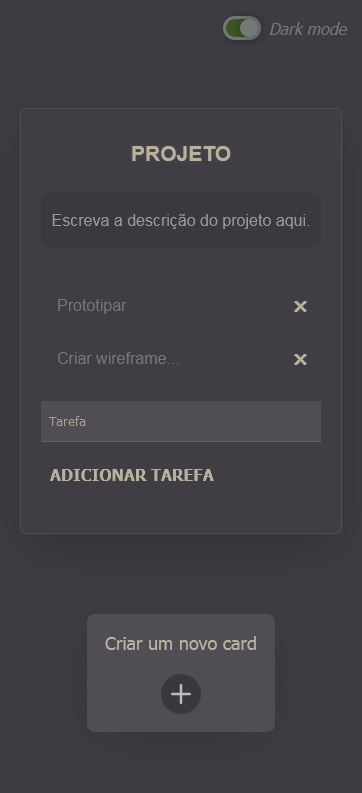 Dark mode
PROJETO
Escreva a descrição do projeto aqui.
Prototipar
Criar wireframe...
Tarefa
ADICIONAR TAREFA
Criar um novo card